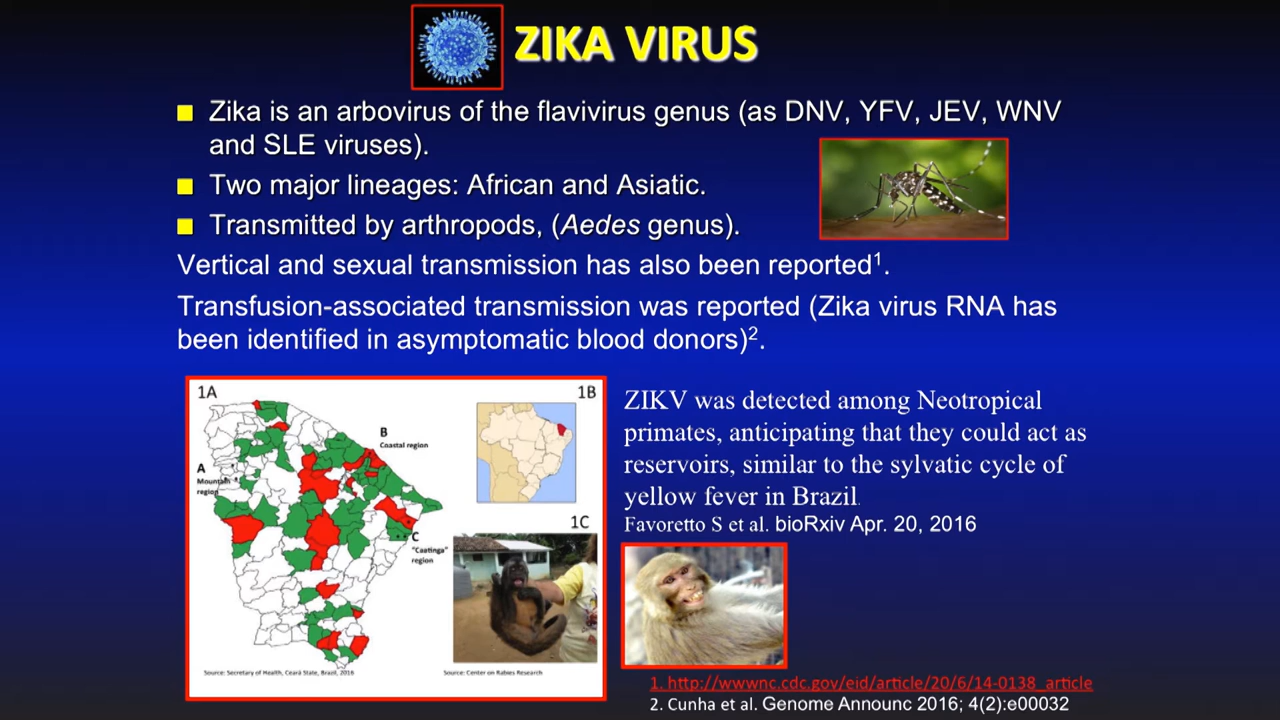 ZIKA VIRUS
Zika is an arbovirus of the flavivirus genus (as DNV, YFV, JEV, WNV
and SLE viruses).
Two major lineages: African and Asiatic.
Transmitted by arthropods, (Aedes genus).
Vertical and sexual transmission has also been reported¹.
Transfusion-associated transmission was reported (Zika virus RNA has
been identified in asymptomatic blood donors)².
1A
1B
B
Coastal region
A
Mountain
region
C
"Caatinga"
region
1C
Source: Secretary of Health, Ceará State, Brazil, 2016
Source: Center on Rabies Research
ZIKV was detected among Neotropical
primates, anticipating that they could act as
reservoirs, similar to the sylvatic cycle of
yellow fever in Brazil.
Favoretto S et al. bioRxiv Apr. 20, 2016
1. http://wwwnc.cdc.gov/eid/article/20/6/14-0138_article
2. Cunha et al. Genome Announc 2016; 4(2):e00032